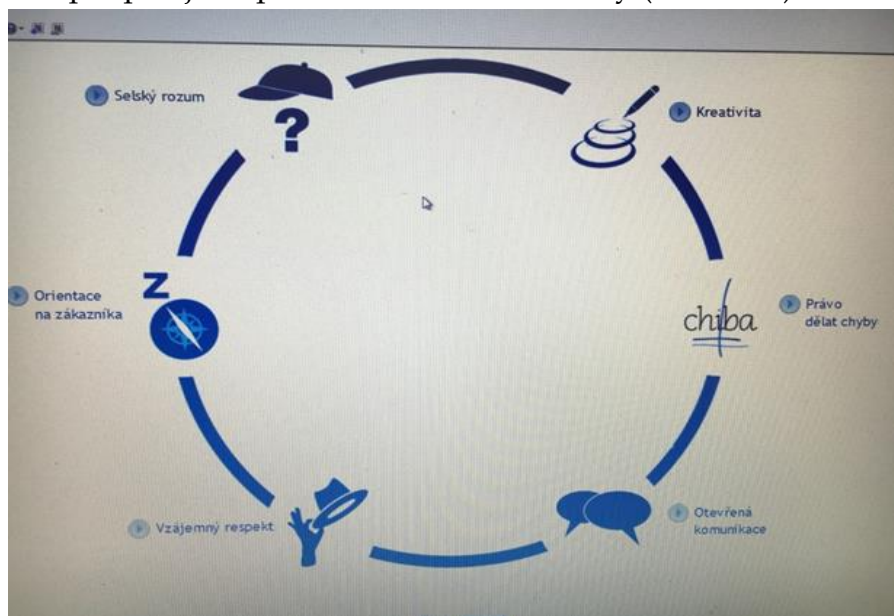 Selský rozum
?
Kreativita
Z
Orientace
na zákazníka
chiba
Právo
dělat chyby
Vzájemný respekt
Otevřená
komunikace